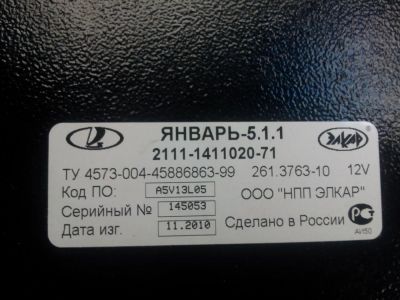 ЯНВАРЬ-5.1.1
ЭЛКАР
2111-1411020-71
ТУ 4573-004-45886863-99 261.3763-10 12V
Код ПО: A5V13L05 ООО "НПП ЭЛКАР"
Серийный № 145053
Сделано в России
Дата изг. 11.2010